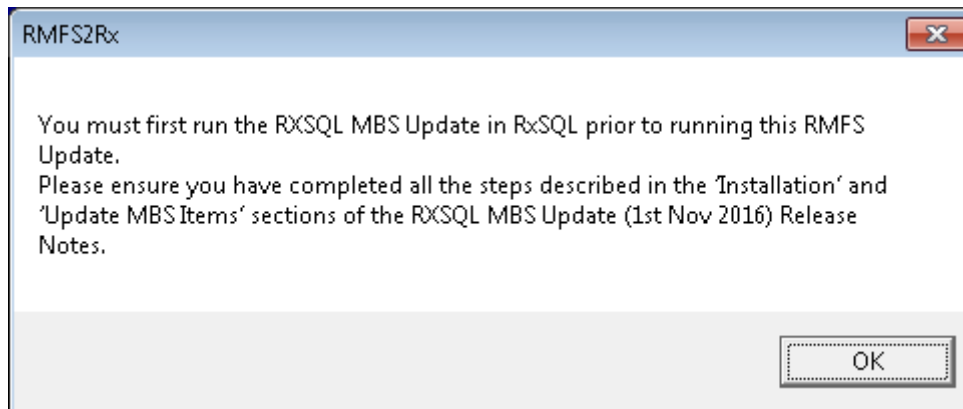 RMFS2Rx
You must first run the RXSQL MBS Update in RxSQL prior to running this RMFS
Update.
Please ensure you have completed all the steps described in the 'Installation' and
'Update MBS Items' sections of the RXSQL MBS Update (1st Nov 2016) Release
Notes.
OK